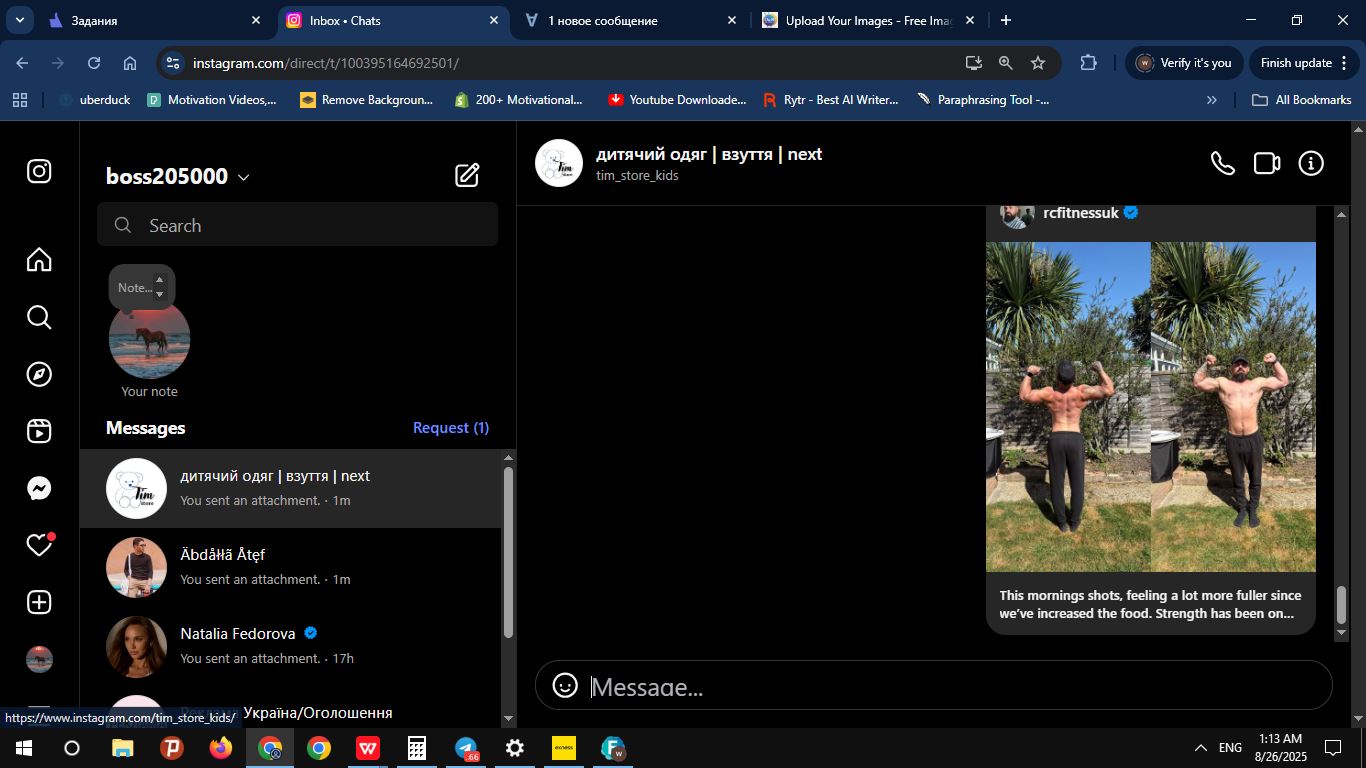 Задания
Inbox • Chats
1 новое сообщение
Upload Your Images - Free Imag
instagram.com/direct/t/100395164692501/
Verify it's you
Finish update
uberduck
Motivation Videos,...
Remove Backgroun...
200+ Motivational...
Youtube Downloade...
Rytr - Best AI Writer...
Paraphrasing Tool -...
All Bookmarks
boss205000
Search
Note...
Your note
Messages
Request (1)
дитячий одяг | взуття | next
You sent an attachment. · 1m
Äbdåłłã Åtęf
You sent an attachment. · 1m
Natalia Fedorova
You sent an attachment. · 17h
Україна/Оголошення
https://www.instagram.com/tim_store_kids/
Tim
STORE
дитячий одяг | взуття | next
tim_store_kids
rcfitnessuk
This mornings shots, feeling a lot more fuller since
we’ve increased the food. Strength has been on...
Message...
.66
exness
ENG
1:13 AM
8/26/2025